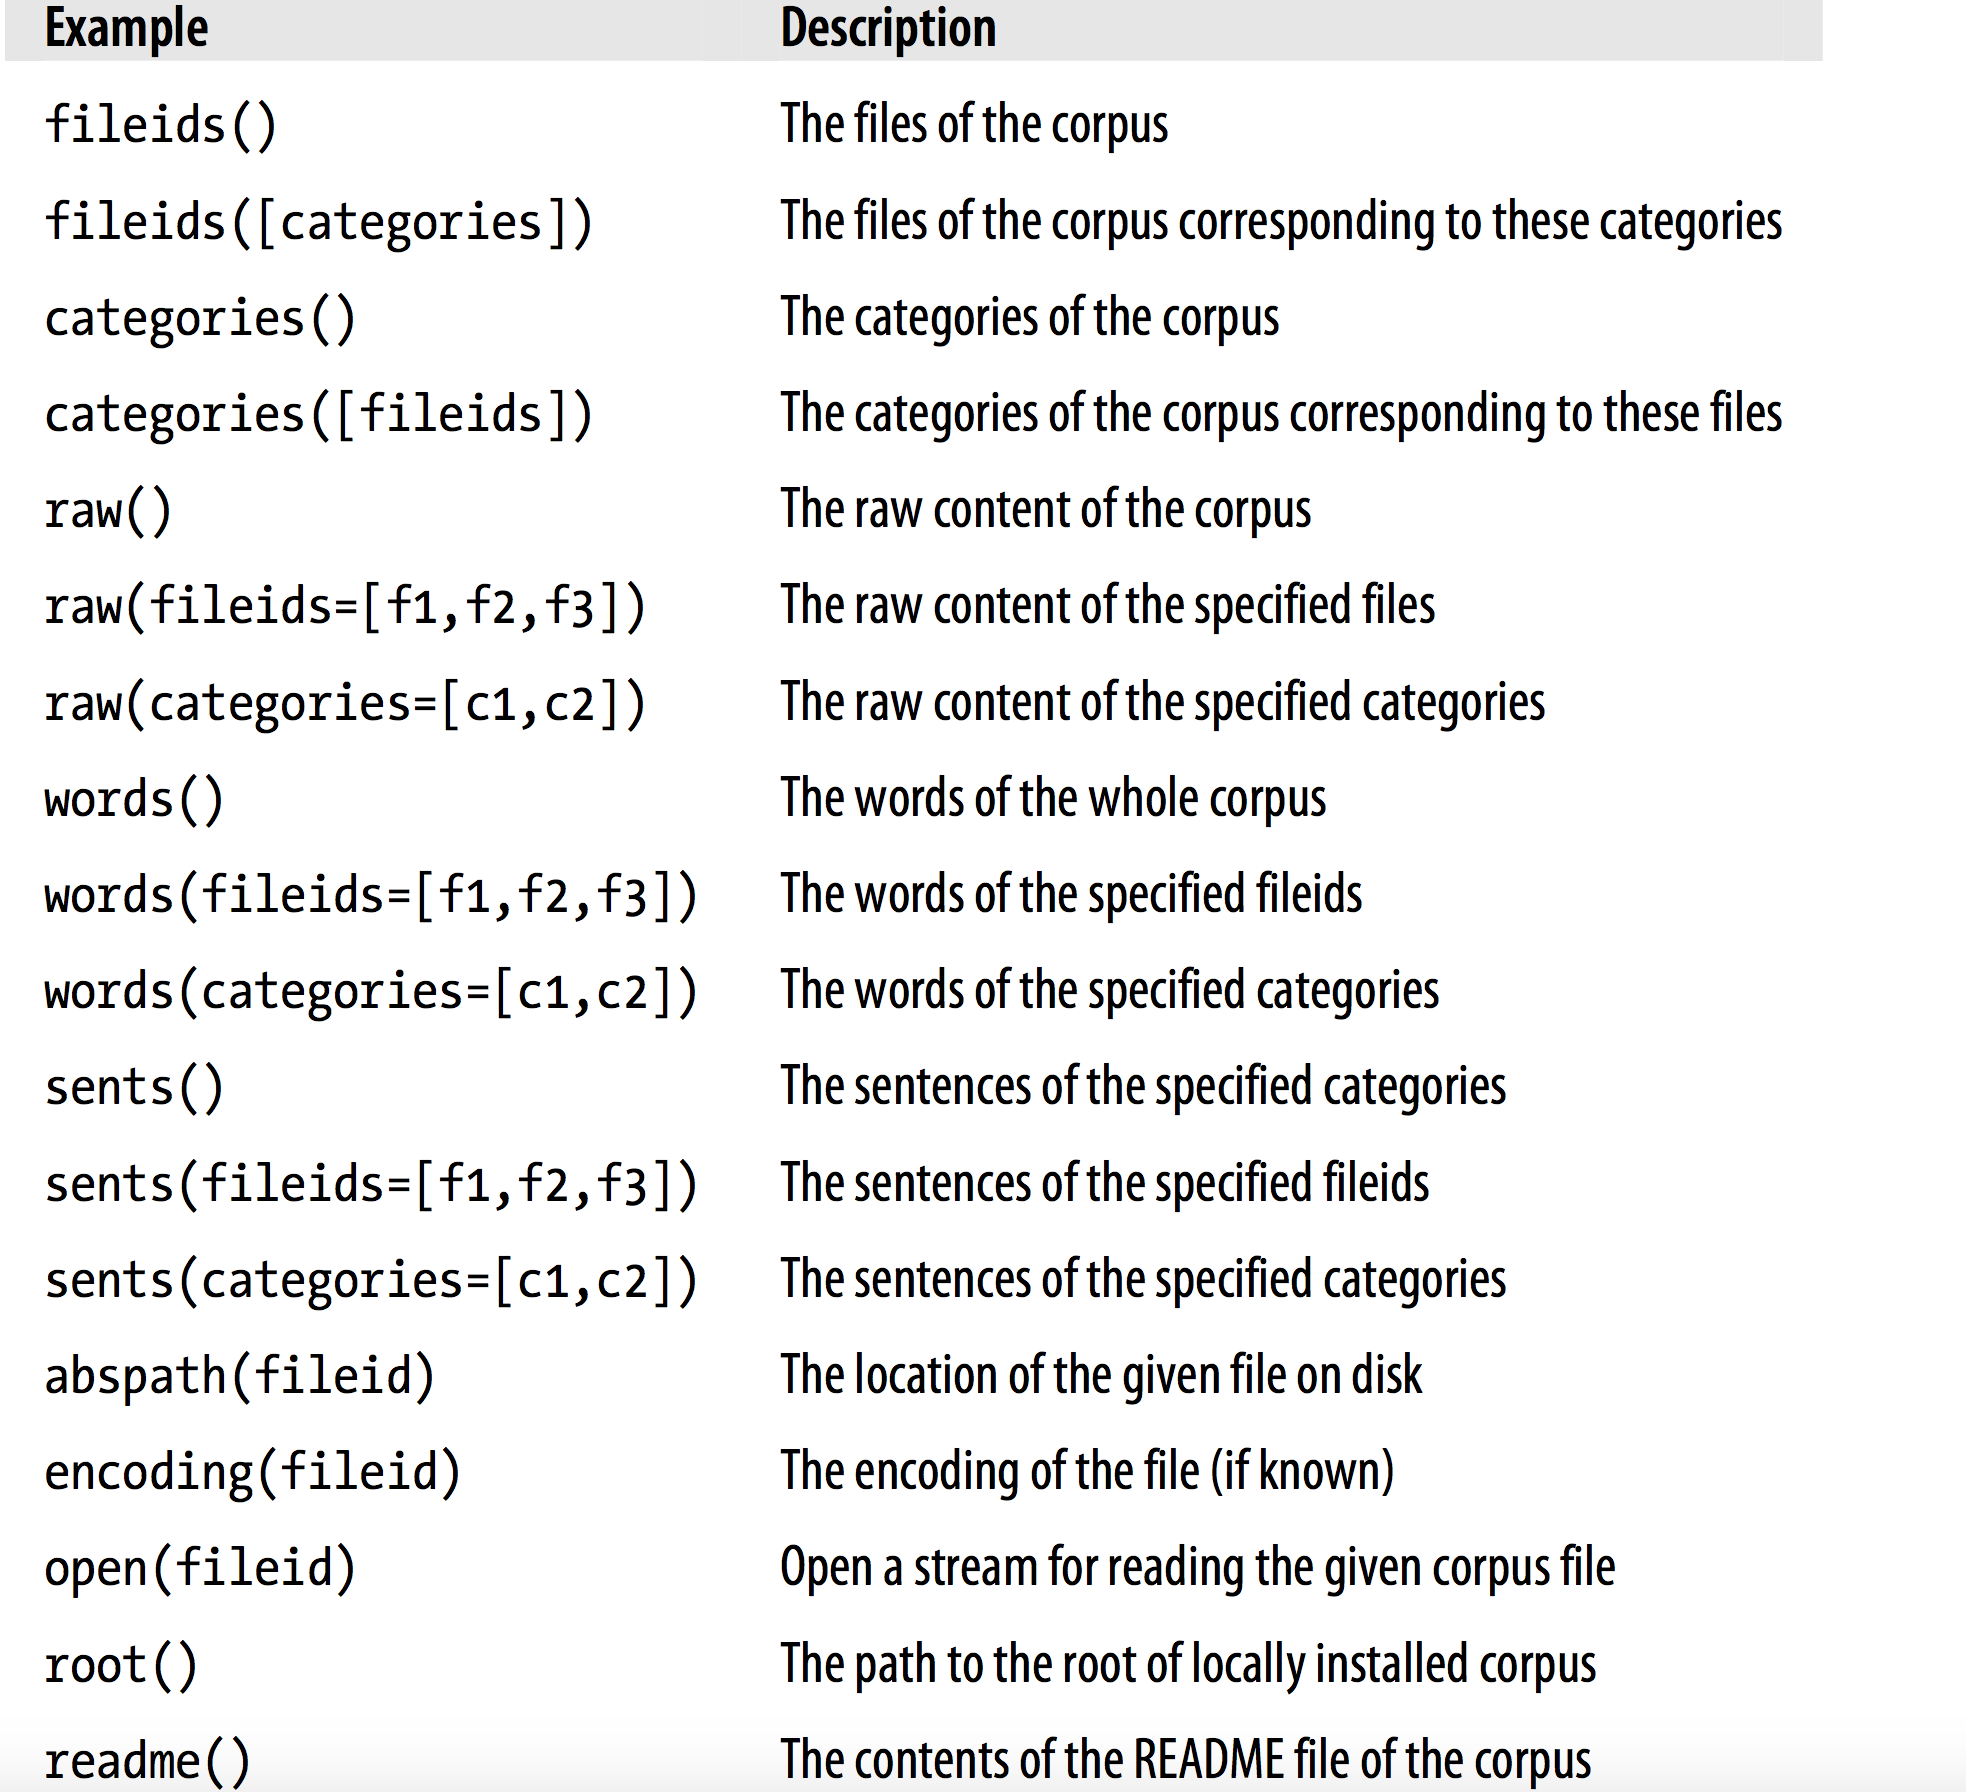 Example Description
fileids() The files of the corpus
fileids([categories]) The files of the corpus corresponding to these categories
categories() The categories of the corpus
categories([fileids]) The categories of the corpus corresponding to these files
raw() The raw content of the corpus
raw(fileids=[f1,f2,f3]) The raw content of the specified files
raw(categories=[c1,c2]) The raw content of the specified categories
words() The words of the whole corpus
words(fileids=[f1,f2,f3]) The words of the specified fileids
words(categories=[c1,c2]) The words of the specified categories
sents() The sentences of the specified categories
sents(fileids=[f1,f2,f3]) The sentences of the specified fileids
sents(categories=[c1,c2]) The sentences of the specified categories
abspath(fileid) The location of the given file on disk
encoding(fileid) The encoding of the file (if known)
open(fileid) Open a stream for reading the given corpus file
root() The path to the root of locally installed corpus
readme() The contents of the README file of the corpus